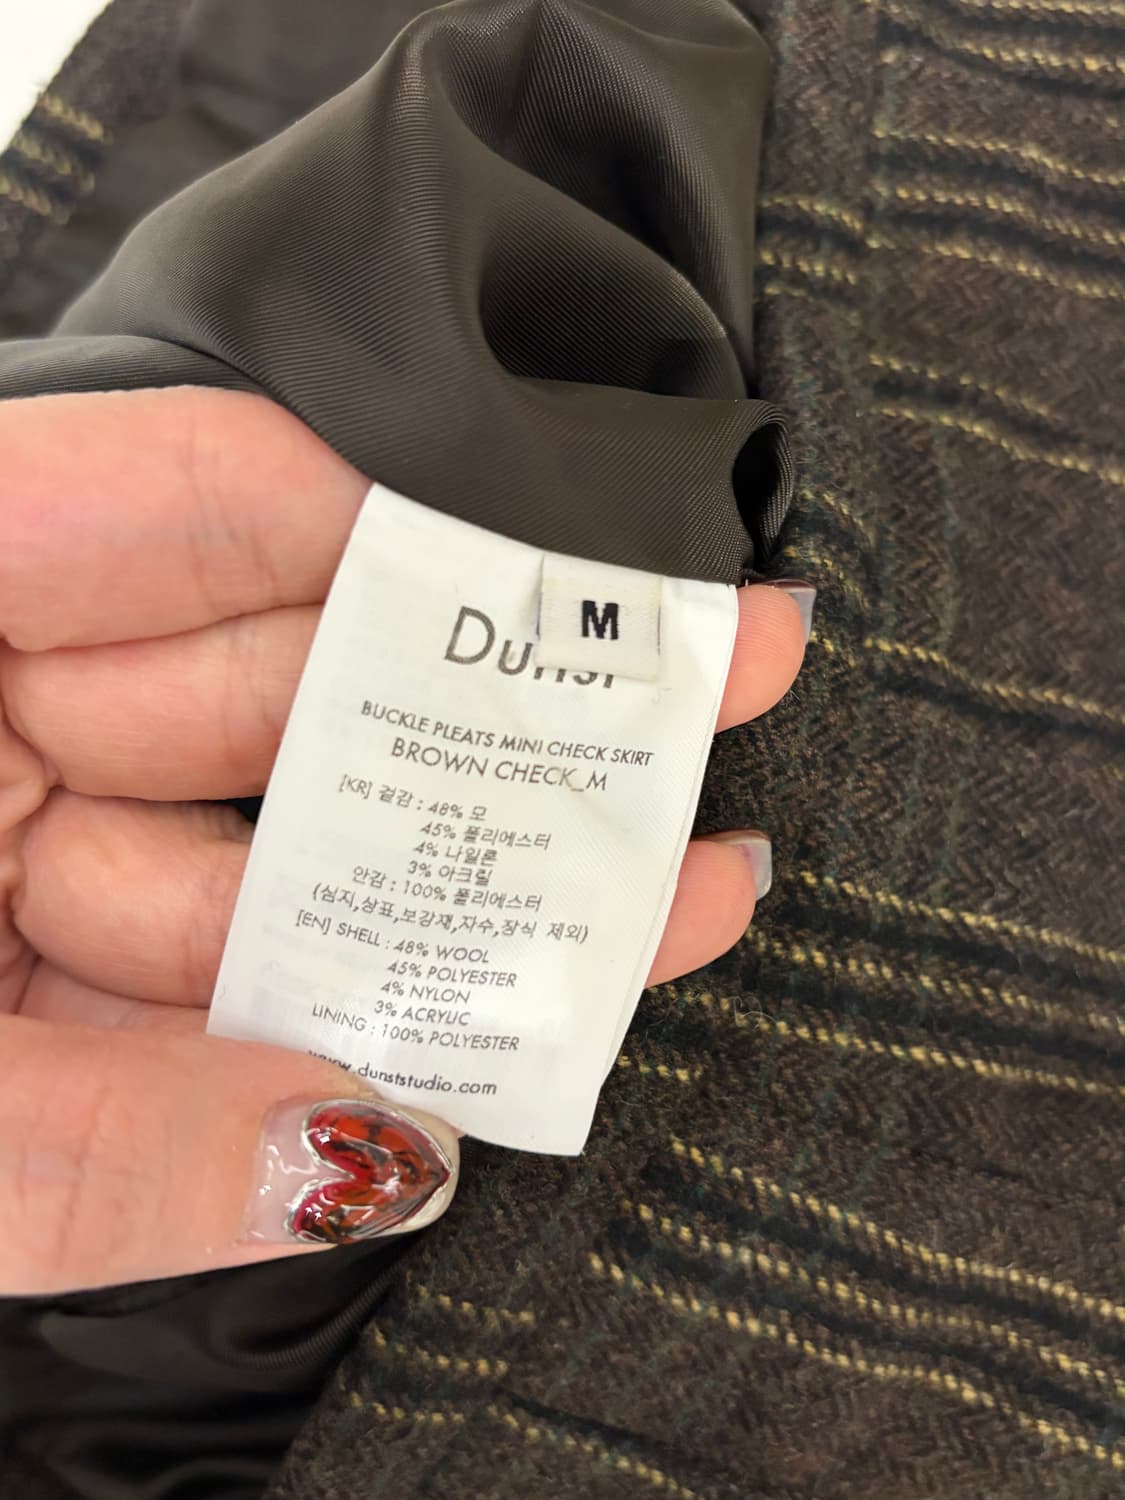 M
Dunst
BUCKLE PLEATS MINI CHECK SKIRT
BROWN CHECK_M
[KR] 겉감 : 48% 모
45% 폴리에스터
4% 나일론
3% 아크릴
안감 : 100% 폴리에스터
(심지,상표,보강재,자수,장식 제외)
[EN] SHELL : 48% WOOL
45% POLYESTER
4% NYLON
3% ACRYLIC
LINING : 100% POLYESTER
www.dunststudio.com